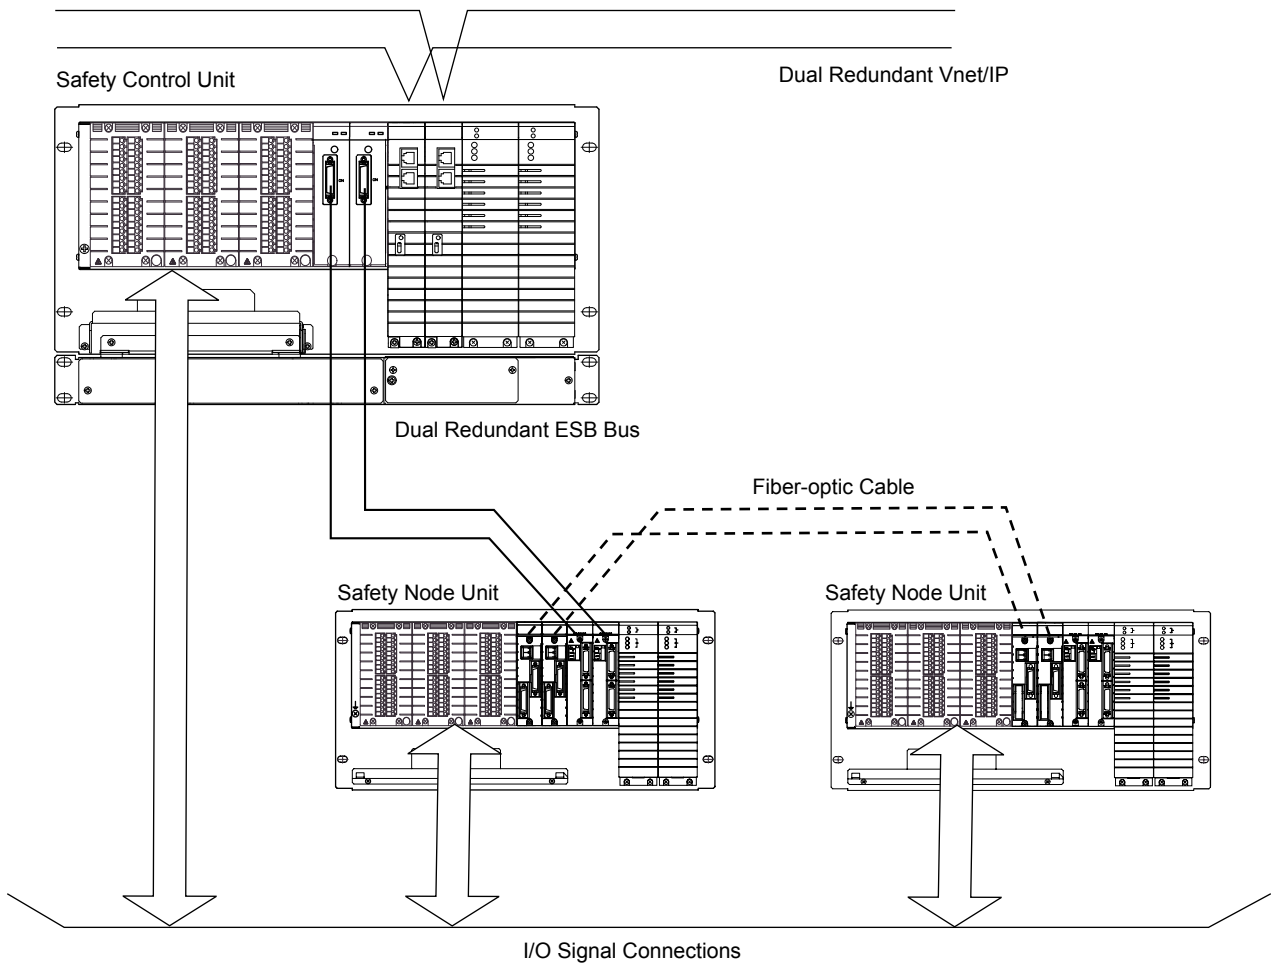 Dual Redundant Vnet/IP
Safety Control Unit
Dual Redundant ESB Bus
Fiber-optic Cable
Safety Node Unit
Safety Node Unit
I/O Signal Connections